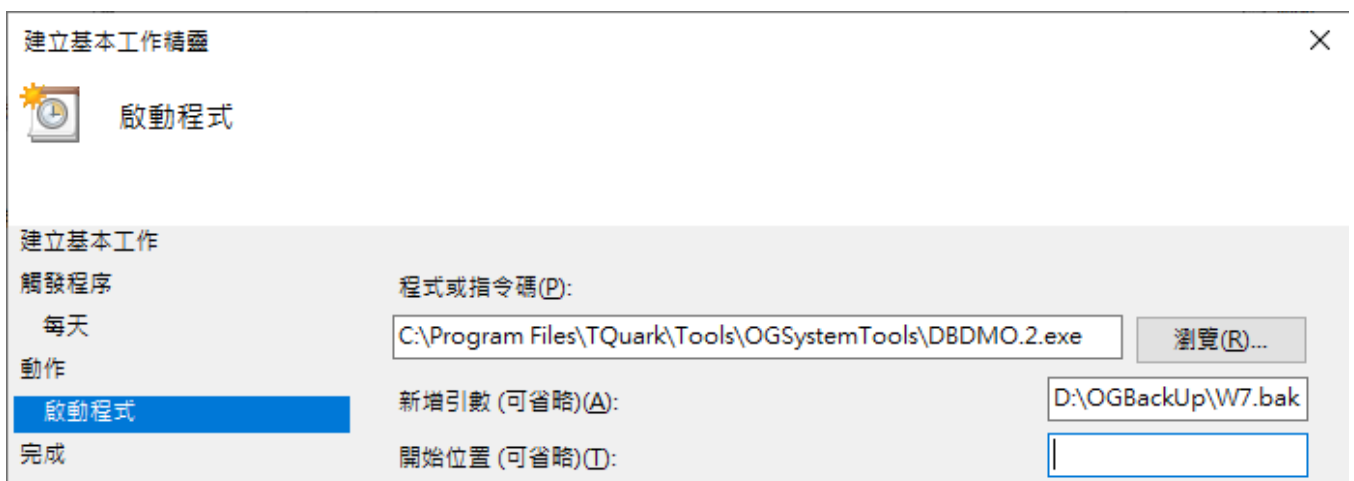 建立基本工作精靈
啟動程式
建立基本工作
觸發程序
每天
動作
啟動程式
完成
程式或指令碼(P):
C:\Program Files\TQuark\Tools\OGSystemTools\DBDMO.2.exe
瀏覽(R)...
新增引數 (可省略)(A):
D:\OGBackUp\W7.bak
開始位置 (可省略)(T):